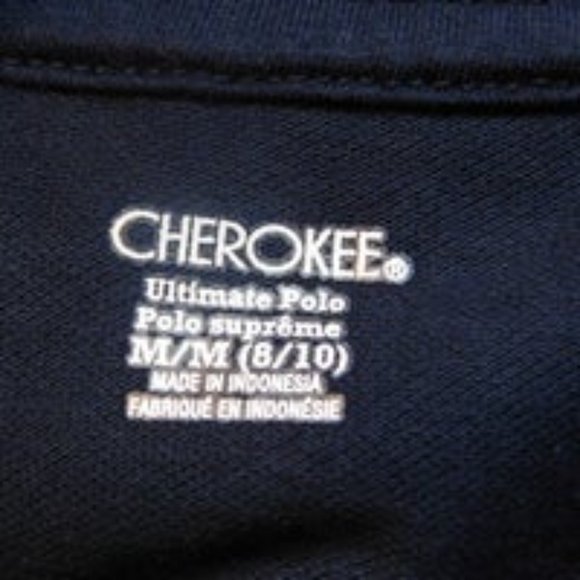 CHEROKEE®
Ultimate Polo
Polo suprême
M/M (8/10)
MADE IN INDONESIA
FABRIQUÉ EN INDONÉSIE